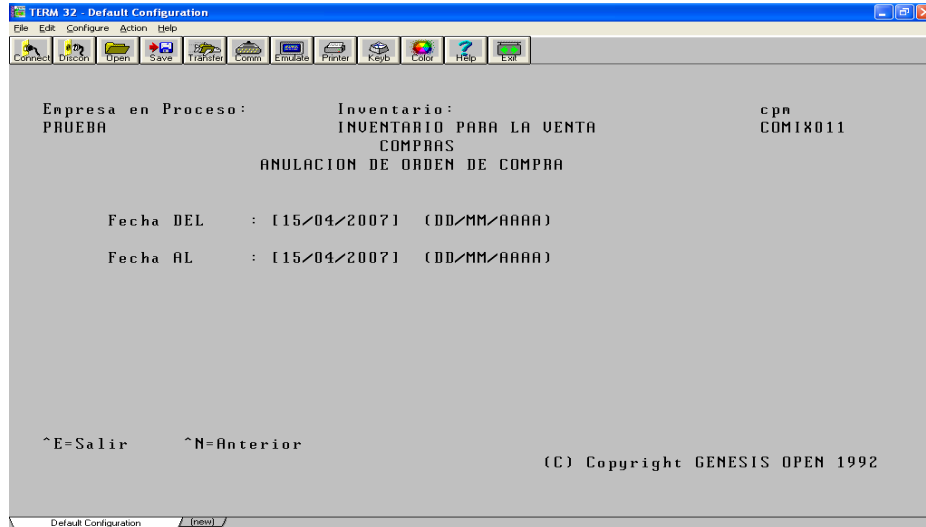 TERM 32 - Default Configuration
File Edit Configure Action Help
Connect Discon Open Save Transfer Comm Emulate Printer Keyb Color Help Exit
Empresa en Proceso: Inventario: cpm
PRUEBA INVENTARIO PARA LA VENTA COMIX011
COMPRAS
ANULACION DE ORDEN DE COMPRA
Fecha DEL : [15/04/2007] (DD/MM/AAAA)
Fecha AL : [15/04/2007] (DD/MM/AAAA)
^E=Salir ^N=Anterior
(C) Copyright GENESIS OPEN 1992
Default Configuration (new)